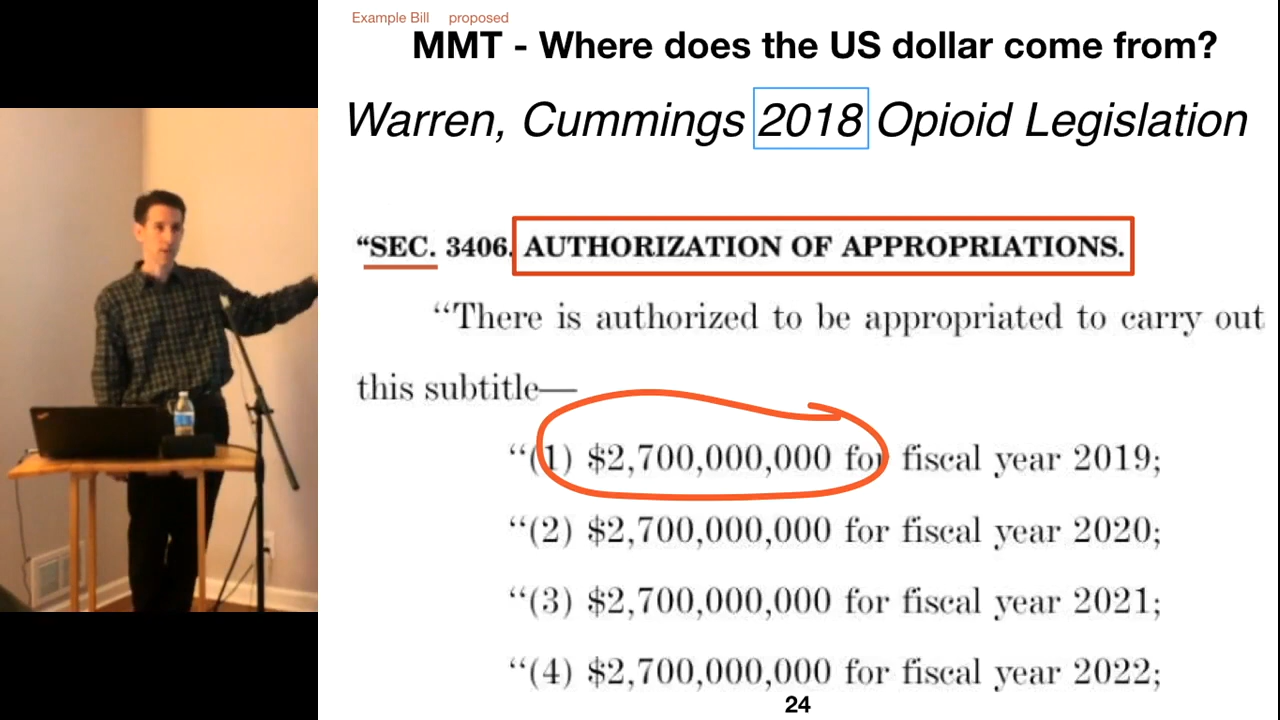 Example Bill proposed
MMT - Where does the US dollar come from?
Warren, Cummings 2018 Opioid Legislation
“SEC. 3406. AUTHORIZATION OF APPROPRIATIONS.
“There is authorized to be appropriated to carry out
this subtitle—
“(1) $2,700,000,000 for fiscal year 2019;
“(2) $2,700,000,000 for fiscal year 2020;
“(3) $2,700,000,000 for fiscal year 2021;
“(4) $2,700,000,000 for fiscal year 2022;
24